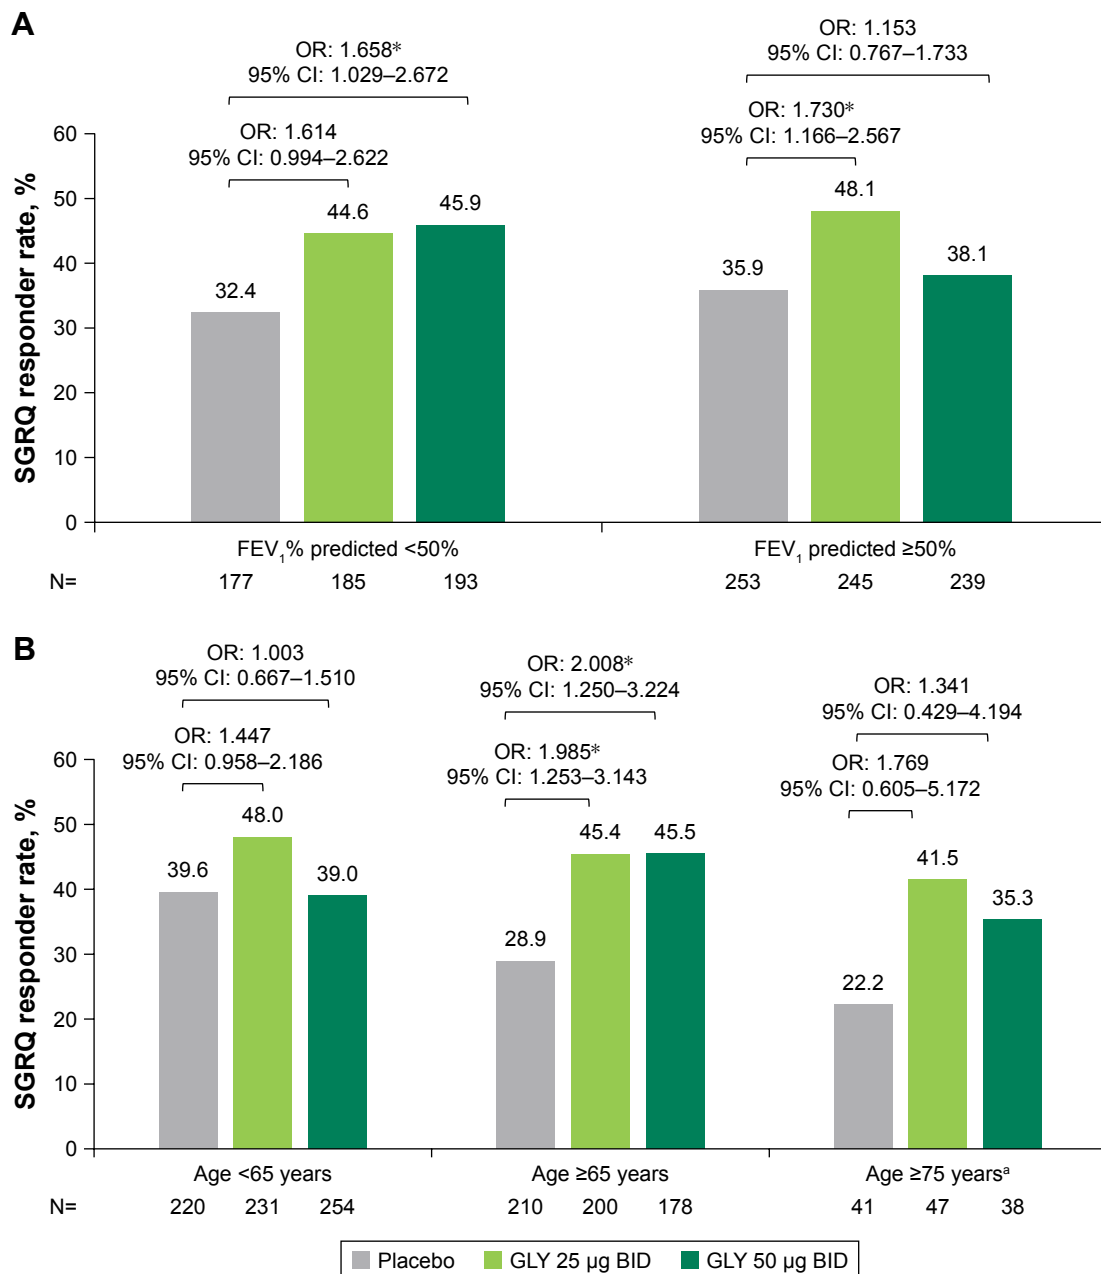 A
OR: 1.658*
95% CI: 1.029–2.672
OR: 1.614
95% CI: 0.994–2.622
OR: 1.153
95% CI: 0.767–1.733
OR: 1.730*
95% CI: 1.166–2.567
SGRQ responder rate, %
60
50
40
30
20
10
0
32.4
44.6
45.9
35.9
48.1
38.1
FEV₁% predicted <50%
FEV₁ predicted ≥50%
N= 177 185 193 253 245 239
B
OR: 1.003
95% CI: 0.667–1.510
OR: 1.447
95% CI: 0.958–2.186
OR: 2.008*
95% CI: 1.250–3.224
OR: 1.985*
95% CI: 1.253–3.143
OR: 1.341
95% CI: 0.429–4.194
OR: 1.769
95% CI: 0.605–5.172
SGRQ responder rate, %
60
50
40
30
20
10
0
39.6
48.0
39.0
28.9
45.4
45.5
22.2
41.5
35.3
Age <65 years
Age ≥65 years
Age ≥75 yearsᵃ
N= 220 231 254 210 200 178 41 47 38
Placebo GLY 25 µg BID GLY 50 µg BID